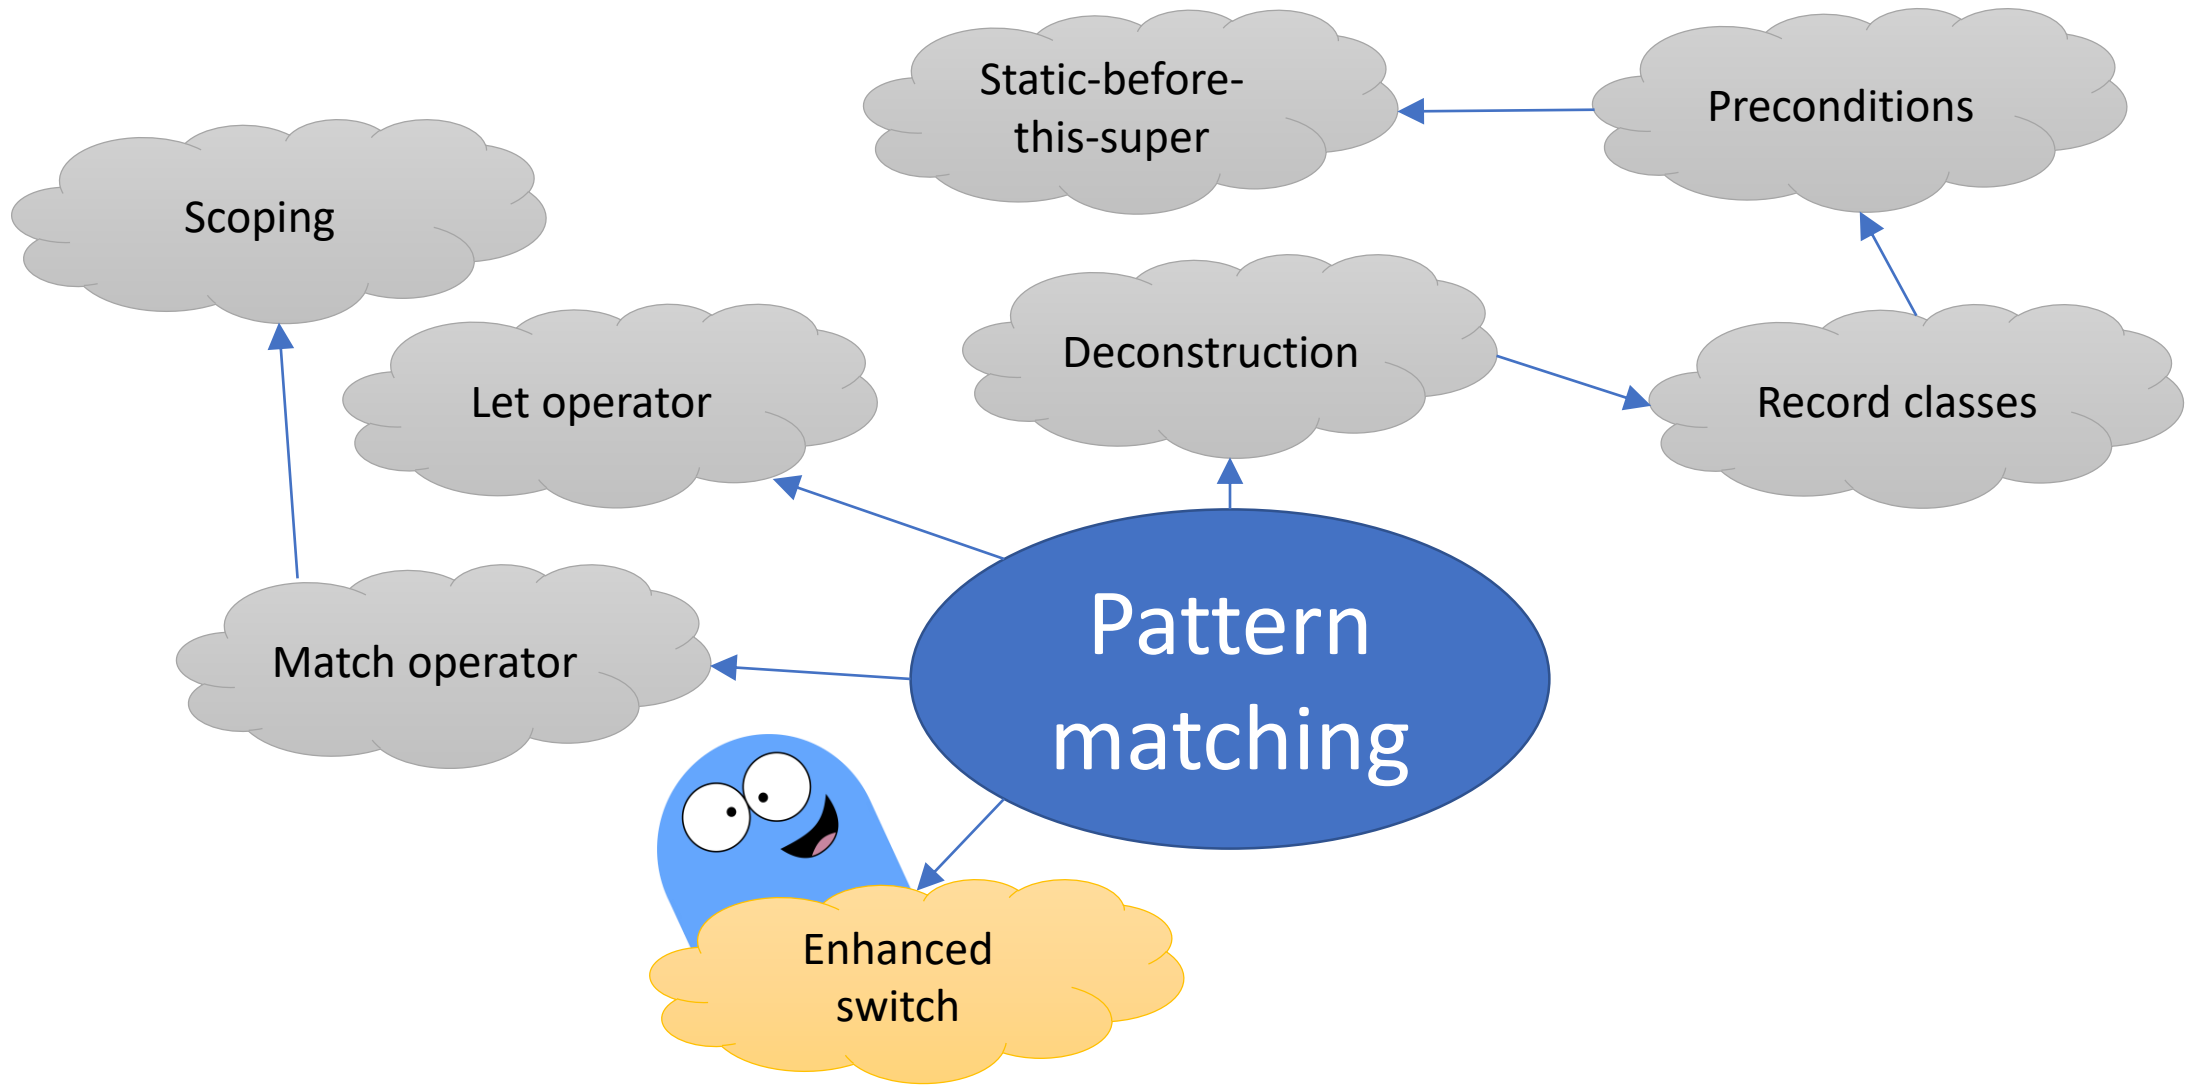 Static-before-
this-super
Preconditions
Scoping
Deconstruction
Let operator
Record classes
Match operator
Pattern
matching
Enhanced
switch